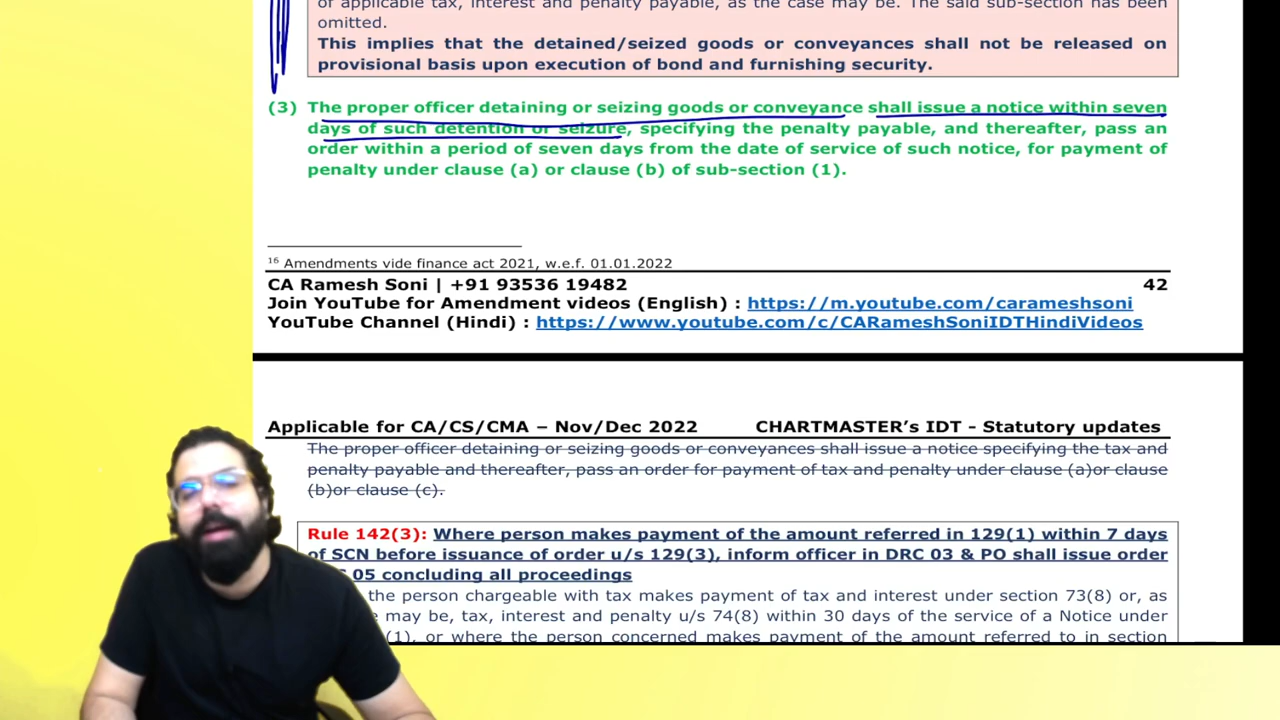 of applicable tax, interest and penalty payable, as the case may be. The said sub-section has been
omitted.
This implies that the detained/seized goods or conveyances shall not be released on
provisional basis upon execution of bond and furnishing security.
(3) The proper officer detaining or seizing goods or conveyance shall issue a notice within seven
days of such detention or seizure, specifying the penalty payable, and thereafter, pass an
order within a period of seven days from the date of service of such notice, for payment of
penalty under clause (a) or clause (b) of sub-section (1).
16 Amendments vide finance act 2021, w.e.f. 01.01.2022
CA Ramesh Soni | +91 93536 19482 42
Join YouTube for Amendment videos (English) : https://m.youtube.com/carameshsoni
YouTube Channel (Hindi) : https://www.youtube.com/c/CARameshSoniIDTHindiVideos
Applicable for CA/CS/CMA – Nov/Dec 2022 CHARTMASTER's IDT - Statutory updates
The proper officer detaining or seizing goods or conveyances shall issue a notice specifying the tax and
penalty payable and thereafter, pass an order for payment of tax and penalty under clause (a)or clause
(b)or clause (c).
Rule 142(3): Where person makes payment of the amount referred in 129(1) within 7 days
of SCN before issuance of order u/s 129(3), inform officer in DRC 03 & PO shall issue order
05 concluding all proceedings
the person chargeable with tax makes payment of tax and interest under section 73(8) or, as
may be, tax, interest and penalty u/s 74(8) within 30 days of the service of a Notice under
(1), or where the person concerned makes payment of the amount referred to in section